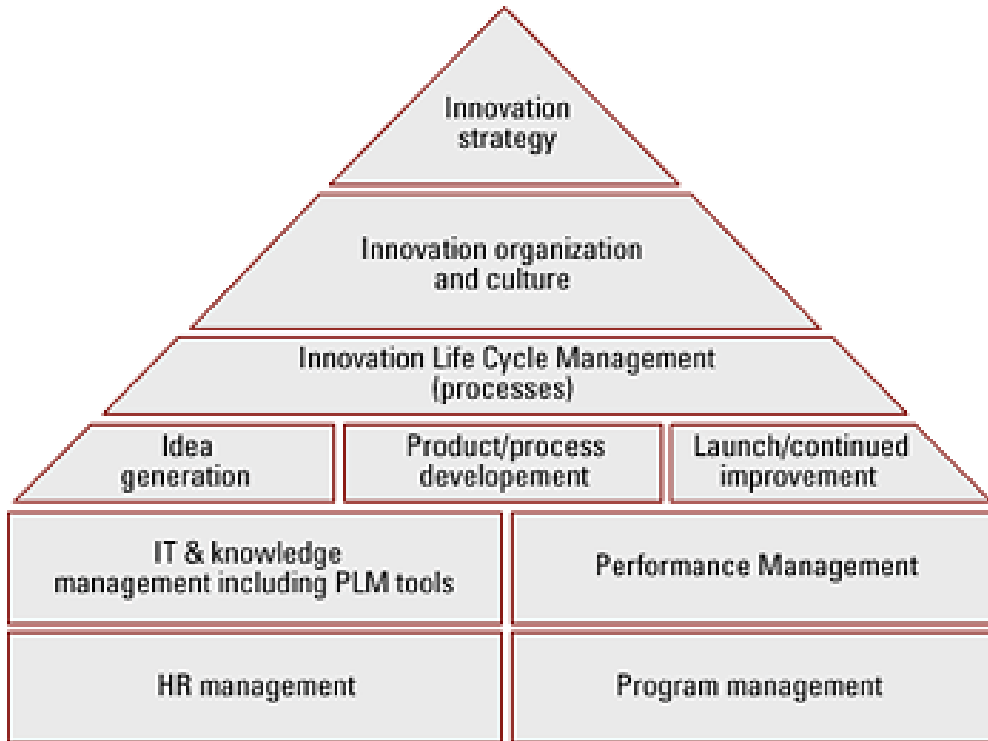 Innovation
strategy
Innovation organization
and culture
Innovation Life Cycle Management
(processes)
Idea
generation
Product/process
developement
Launch/continued
improvement
IT & knowledge
management including PLM tools
Performance Management
HR management
Program management